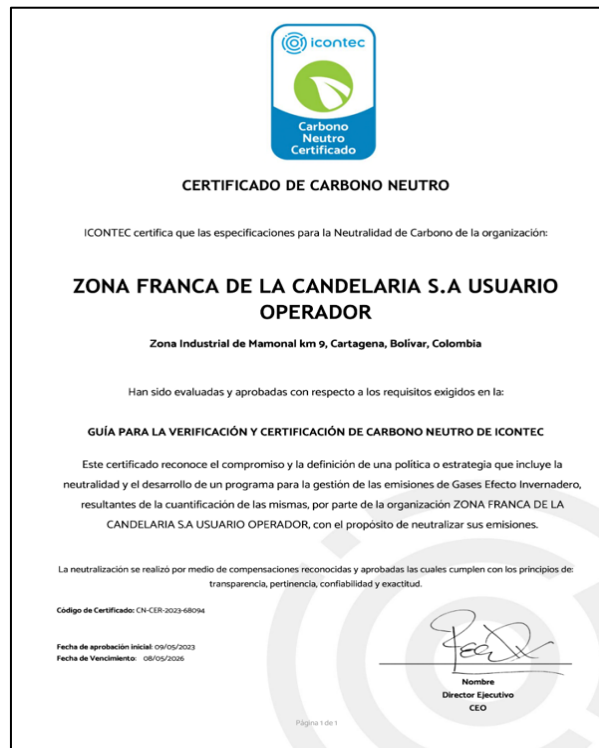 icontec
Carbono
Neutro
Certificado
CERTIFICADO DE CARBONO NEUTRO
ICONTEC certifica que las especificaciones para la Neutralidad de Carbono de la organización:
ZONA FRANCA DE LA CANDELARIA S.A USUARIO
OPERADOR
Zona Industrial de Mamonal km 9, Cartagena, Bolívar, Colombia
Han sido evaluadas y aprobadas con respecto a los requisitos exigidos en la:
GUÍA PARA LA VERIFICACIÓN Y CERTIFICACIÓN DE CARBONO NEUTRO DE ICONTEC
Este certificado reconoce el compromiso y la definición de una política o estrategia que incluye la
neutralidad y el desarrollo de un programa para la gestión de las emisiones de Gases Efecto Invernadero,
resultantes de la cuantificación de las mismas, por parte de la organización ZONA FRANCA DE LA
CANDELARIA S.A USUARIO OPERADOR, con el propósito de neutralizar sus emisiones.
La neutralización se realizó por medio de compensaciones reconocidas y aprobadas las cuales cumplen con los principios de:
transparencia, pertinencia, confiabilidad y exactitud.
Código de Certificado: CN-CER-2023-68094
Fecha de aprobación inicial: 09/05/2023
Fecha de Vencimiento: 08/05/2026
Nombre
Director Ejecutivo
CEO
Página 1 de 1